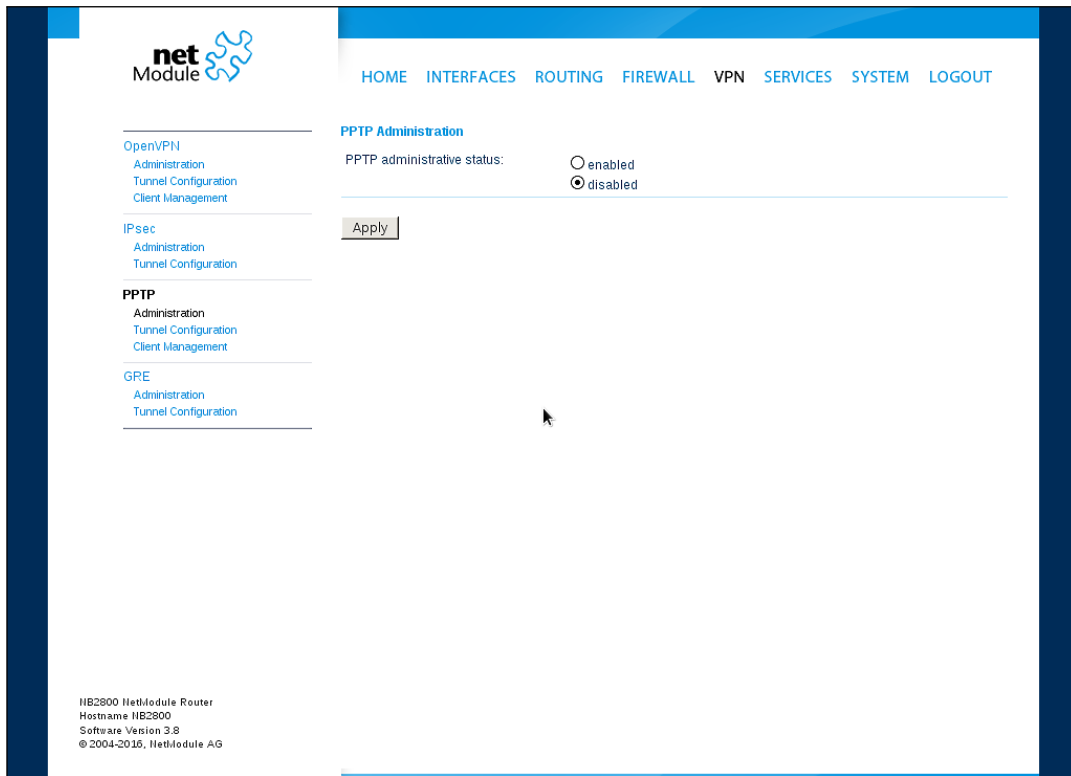 net
Module
HOME INTERFACES ROUTING FIREWALL VPN SERVICES SYSTEM LOGOUT
OpenVPN
Administration
Tunnel Configuration
Client Management
IPsec
Administration
Tunnel Configuration
PPTP
Administration
Tunnel Configuration
Client Management
GRE
Administration
Tunnel Configuration
PPTP Administration
PPTP administrative status:
enabled
disabled
Apply
NB2800 NetModule Router
Hostname NB2800
Software Version 3.8
© 2004-2016, NetModule AG